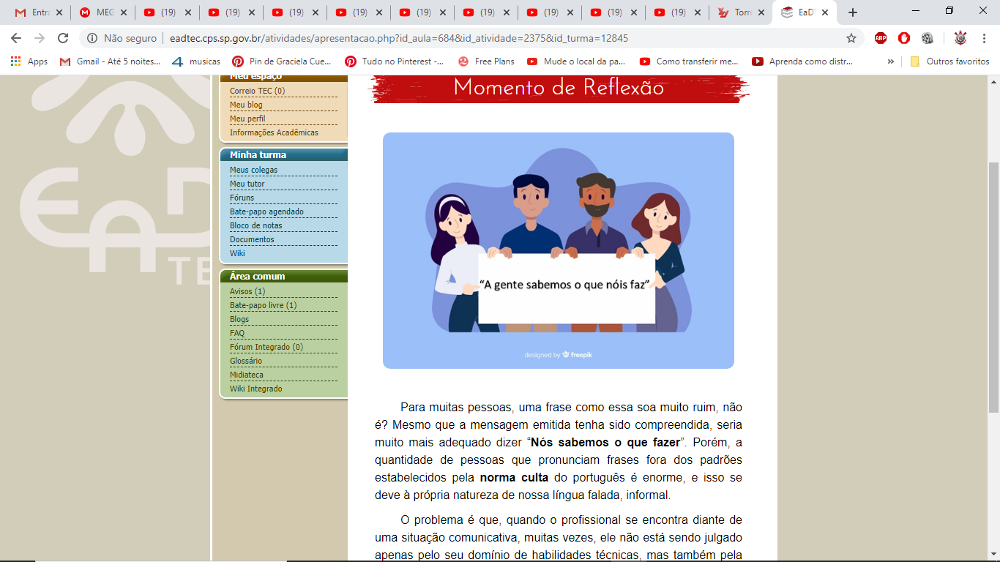 Entra
MEG
(19)
(19)
(19)
(19)
(19)
(19)
(19)
(19)
(19)
Torre
EaDT
Não seguro | eadtec.cps.sp.gov.br/atividades/apresentacao.php?id_aula=684&id_atividade=2375&id_turma=12845
ABP
Apps
Gmail - Até 5 noites...
musicas
Pin de Graciela Cue...
Tudo no Pinterest -...
Free Plans
Mude o local da pa...
Como transferir me...
Aprenda como distr...
»
Outros favoritos
EaD
TE
Meu espaço
Correio TEC (0)
Meu blog
Meu perfil
Informações Acadêmicas
Minha turma
Meus colegas
Meu tutor
Fóruns
Bate-papo agendado
Bloco de notas
Documentos
Wiki
Área comum
Avisos (1)
Bate-papo livre (1)
Blogs
FAQ
Fórum Integrado (0)
Glossário
Midiateca
Wiki Integrado
Momento de Reflexão
“A gente sabemos o que nóis faz”
designed by freepik
Para muitas pessoas, uma frase como essa soa muito ruim, não
é? Mesmo que a mensagem emitida tenha sido compreendida, seria
muito mais adequado dizer “Nós sabemos o que fazer”. Porém, a
quantidade de pessoas que pronunciam frases fora dos padrões
estabelecidos pela norma culta do português é enorme, e isso se
deve à própria natureza de nossa língua falada, informal.
O problema é que, quando o profissional se encontra diante de
uma situação comunicativa, muitas vezes, ele não está sendo julgado
apenas pelo seu domínio de habilidades técnicas, mas também pela